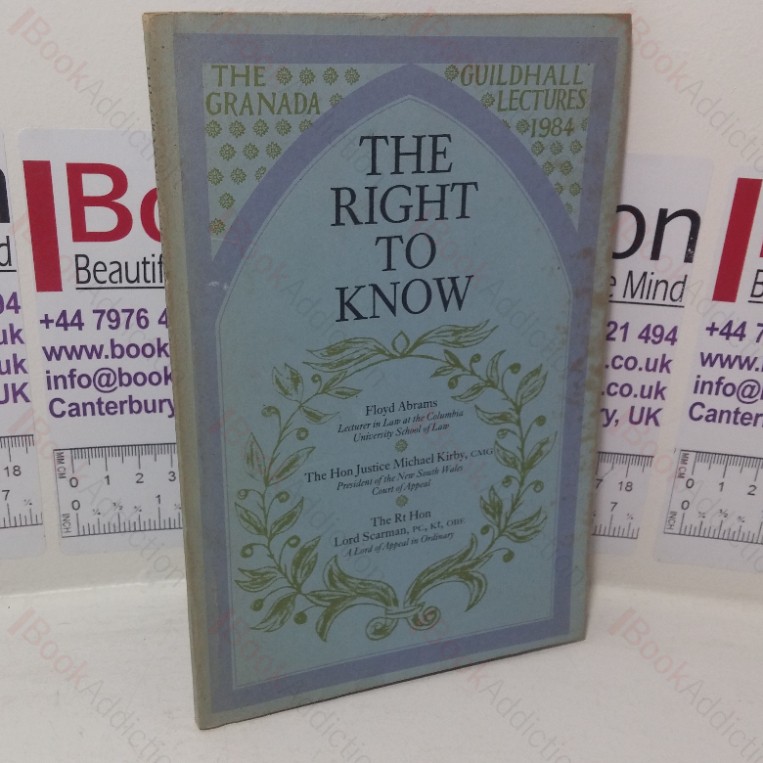 THE GUILDHALL
GRANADA LECTURES
1984
THE
RIGHT
TO
KNOW
Floyd Abrams
Lecturer in Law at the Columbia
University School of Law
The Hon Justice Michael Kirby, CMG
President of the New South Wales
Court of Appeal
The Rt Hon
Lord Scarman, PC, KT, OBE
A Lord of Appeal in Ordinary
Bo
Beautif
+44 7976 4
www.book
info@book
Canterbury
on
e Mind
21 494
.co.uk
.co.uk
y, UK
+44 7
www.
info@
Canter
B
BookAddiction